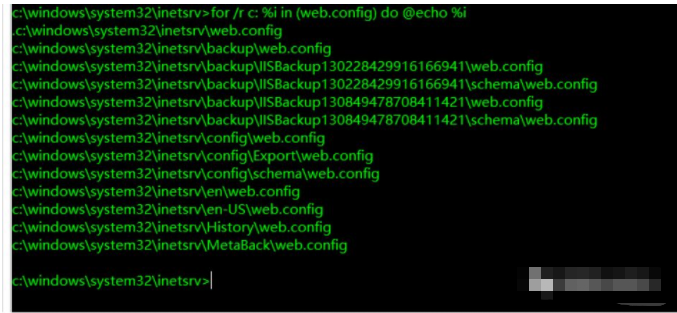 c:\windows\system32\inetsrv>for /r c: %i in (web.config) do @echo %i
.c:\windows\system32\inetsrv\web.config
c:\windows\system32\inetsrv\backup\web.config
c:\windows\system32\inetsrv\backup\IISBackup130228429916166941\web.config
c:\windows\system32\inetsrv\backup\IISBackup130228429916166941\schema\web.config
c:\windows\system32\inetsrv\backup\IISBackup130849478708411421\web.config
c:\windows\system32\inetsrv\backup\IISBackup130849478708411421\schema\web.config
c:\windows\system32\inetsrv\config\web.config
c:\windows\system32\inetsrv\config\Export\web.config
c:\windows\system32\inetsrv\config\schema\web.config
c:\windows\system32\inetsrv\en\web.config
c:\windows\system32\inetsrv\en-US\web.config
c:\windows\system32\inetsrv\History\web.config
c:\windows\system32\inetsrv\MetaBack\web.config
c:\windows\system32\inetsrv>